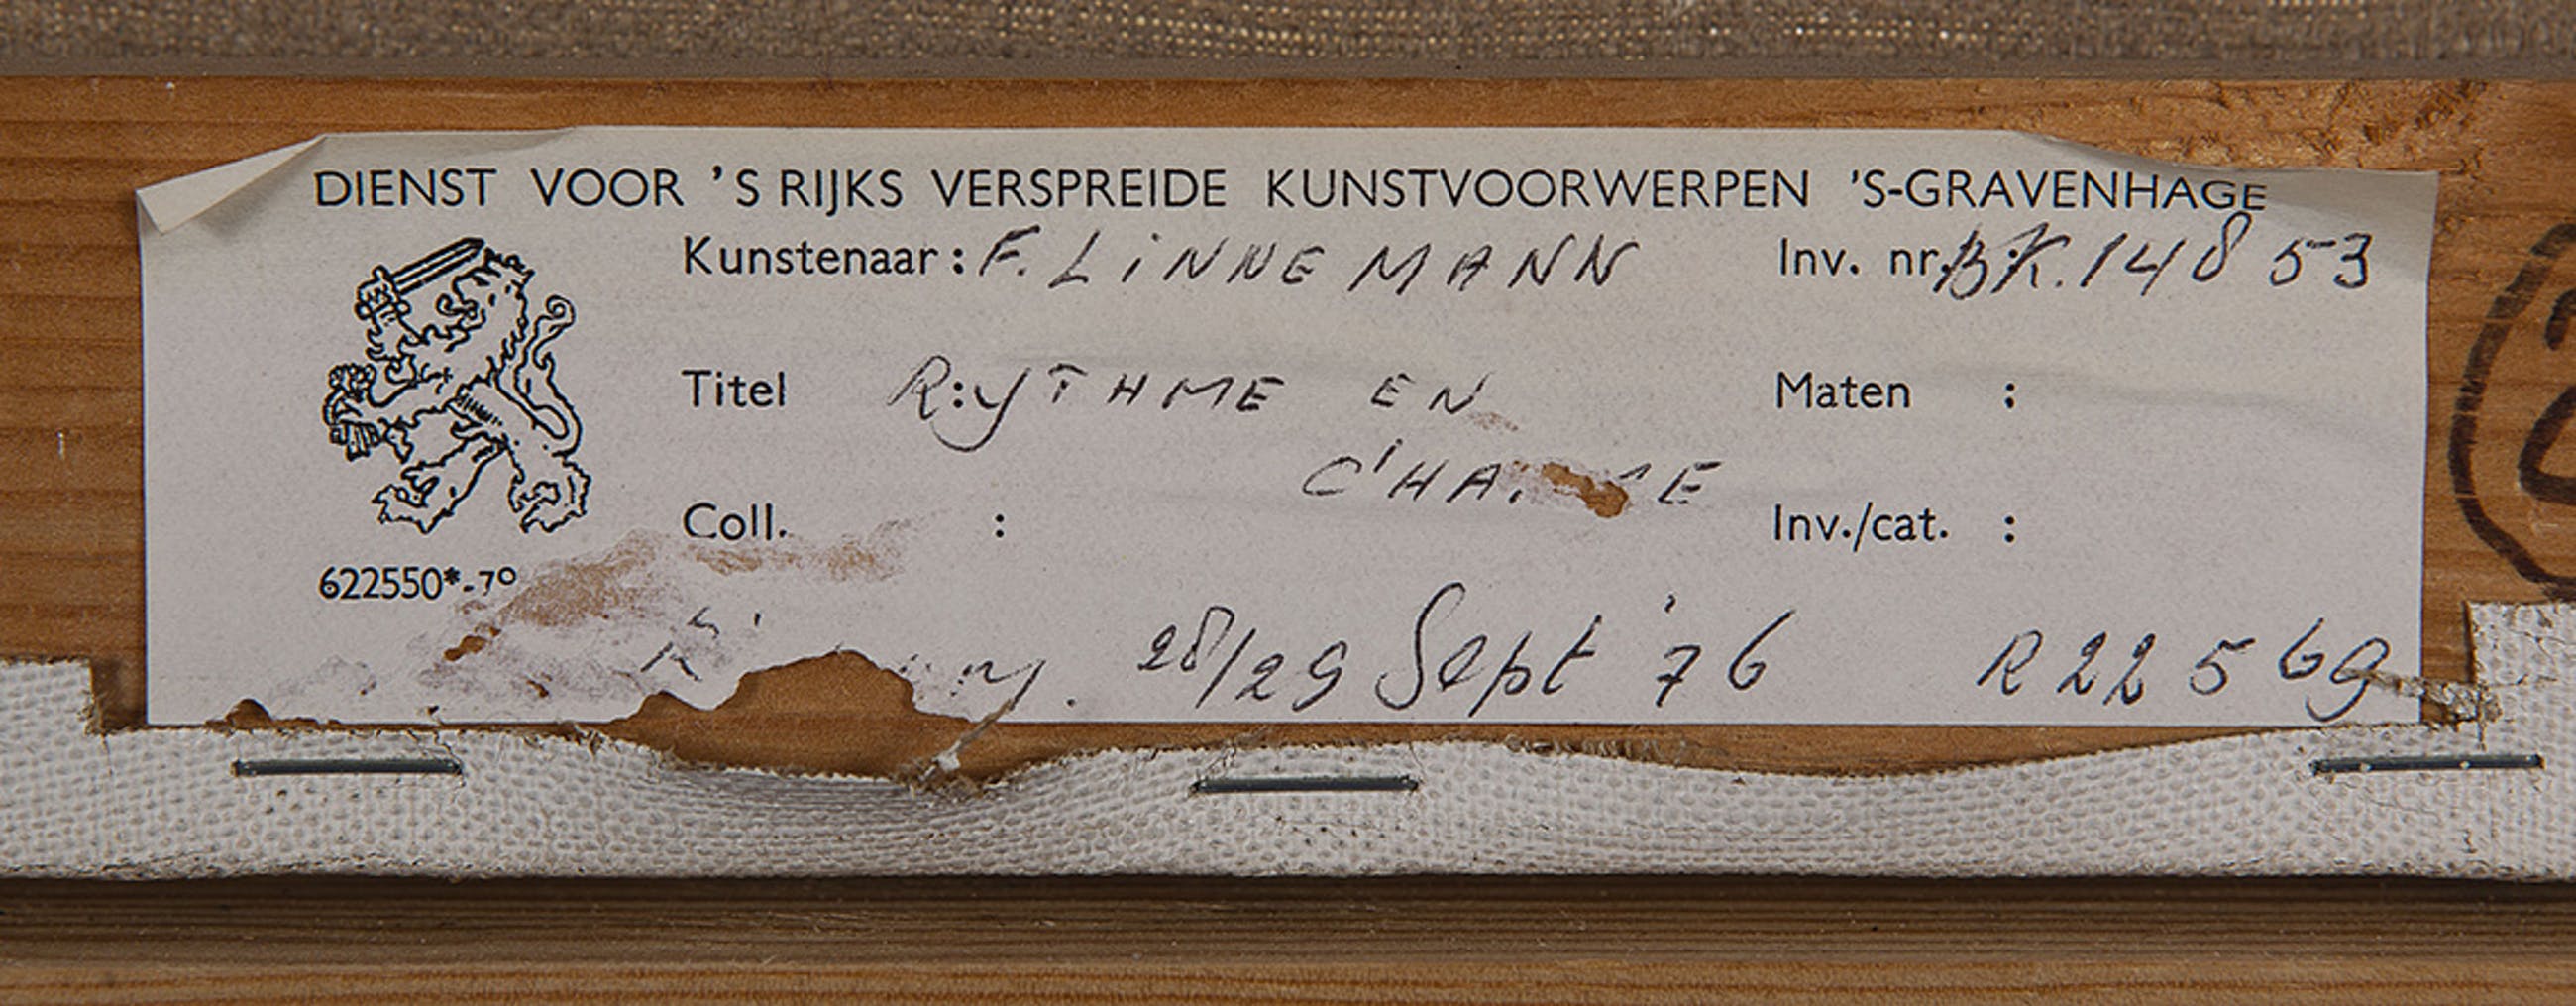 DIENST VOOR 'S RIJKS VERSPREIDE KUNSTVOORWERPEN 'S-GRAVENHAGE
Kunstenaar: F. LiNNEMANN Inv. nr. BK.14853
Titel RYTHME EN Maten :
Coll. : Inv./cat. :
622550*-7°
28/29 Sept '76 R22569